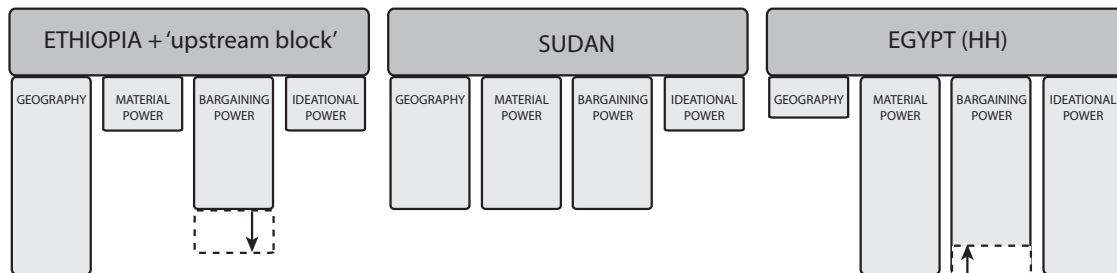 ETHIOPIA + ‘upstream block’
GEOGRAPHY
MATERIAL
POWER
BARGAINING
POWER
IDEATIONAL
POWER
SUDAN
GEOGRAPHY
MATERIAL
POWER
BARGAINING
POWER
IDEATIONAL
POWER
EGYPT (HH)
GEOGRAPHY
MATERIAL
POWER
BARGAINING
POWER
IDEATIONAL
POWER